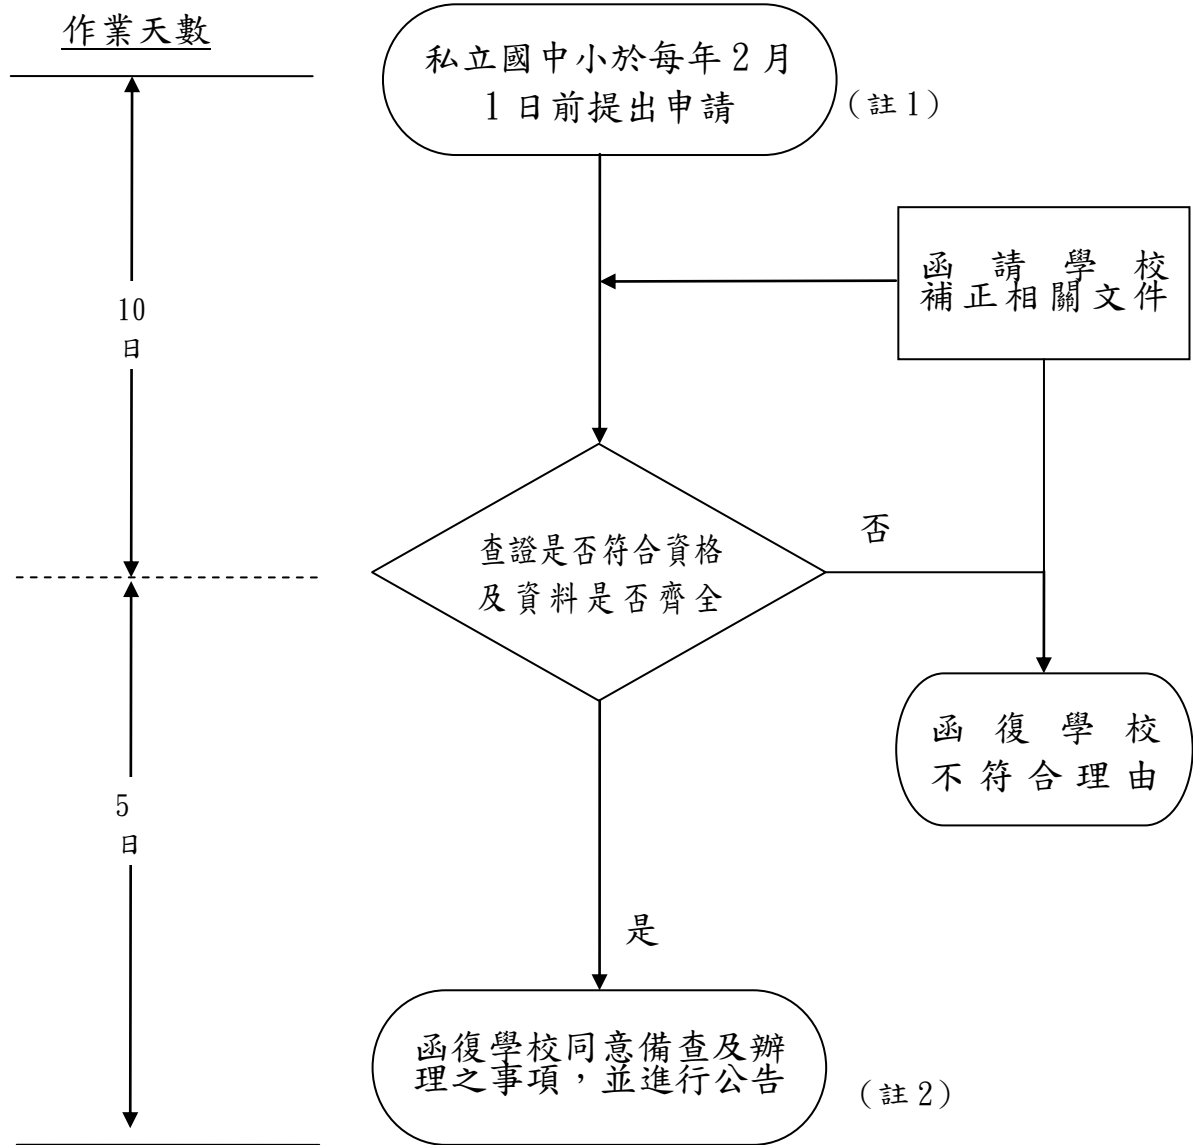 作業天數
私立國中小於每年2月
1日前提出申請
（註1）
函請學校
補正相關文件
10
日
否
查證是否符合資格
及資料是否齊全
函復學校
不符合理由
5
日
是
函復學校同意備查及辦
理之事項，並進行公告
（註2）